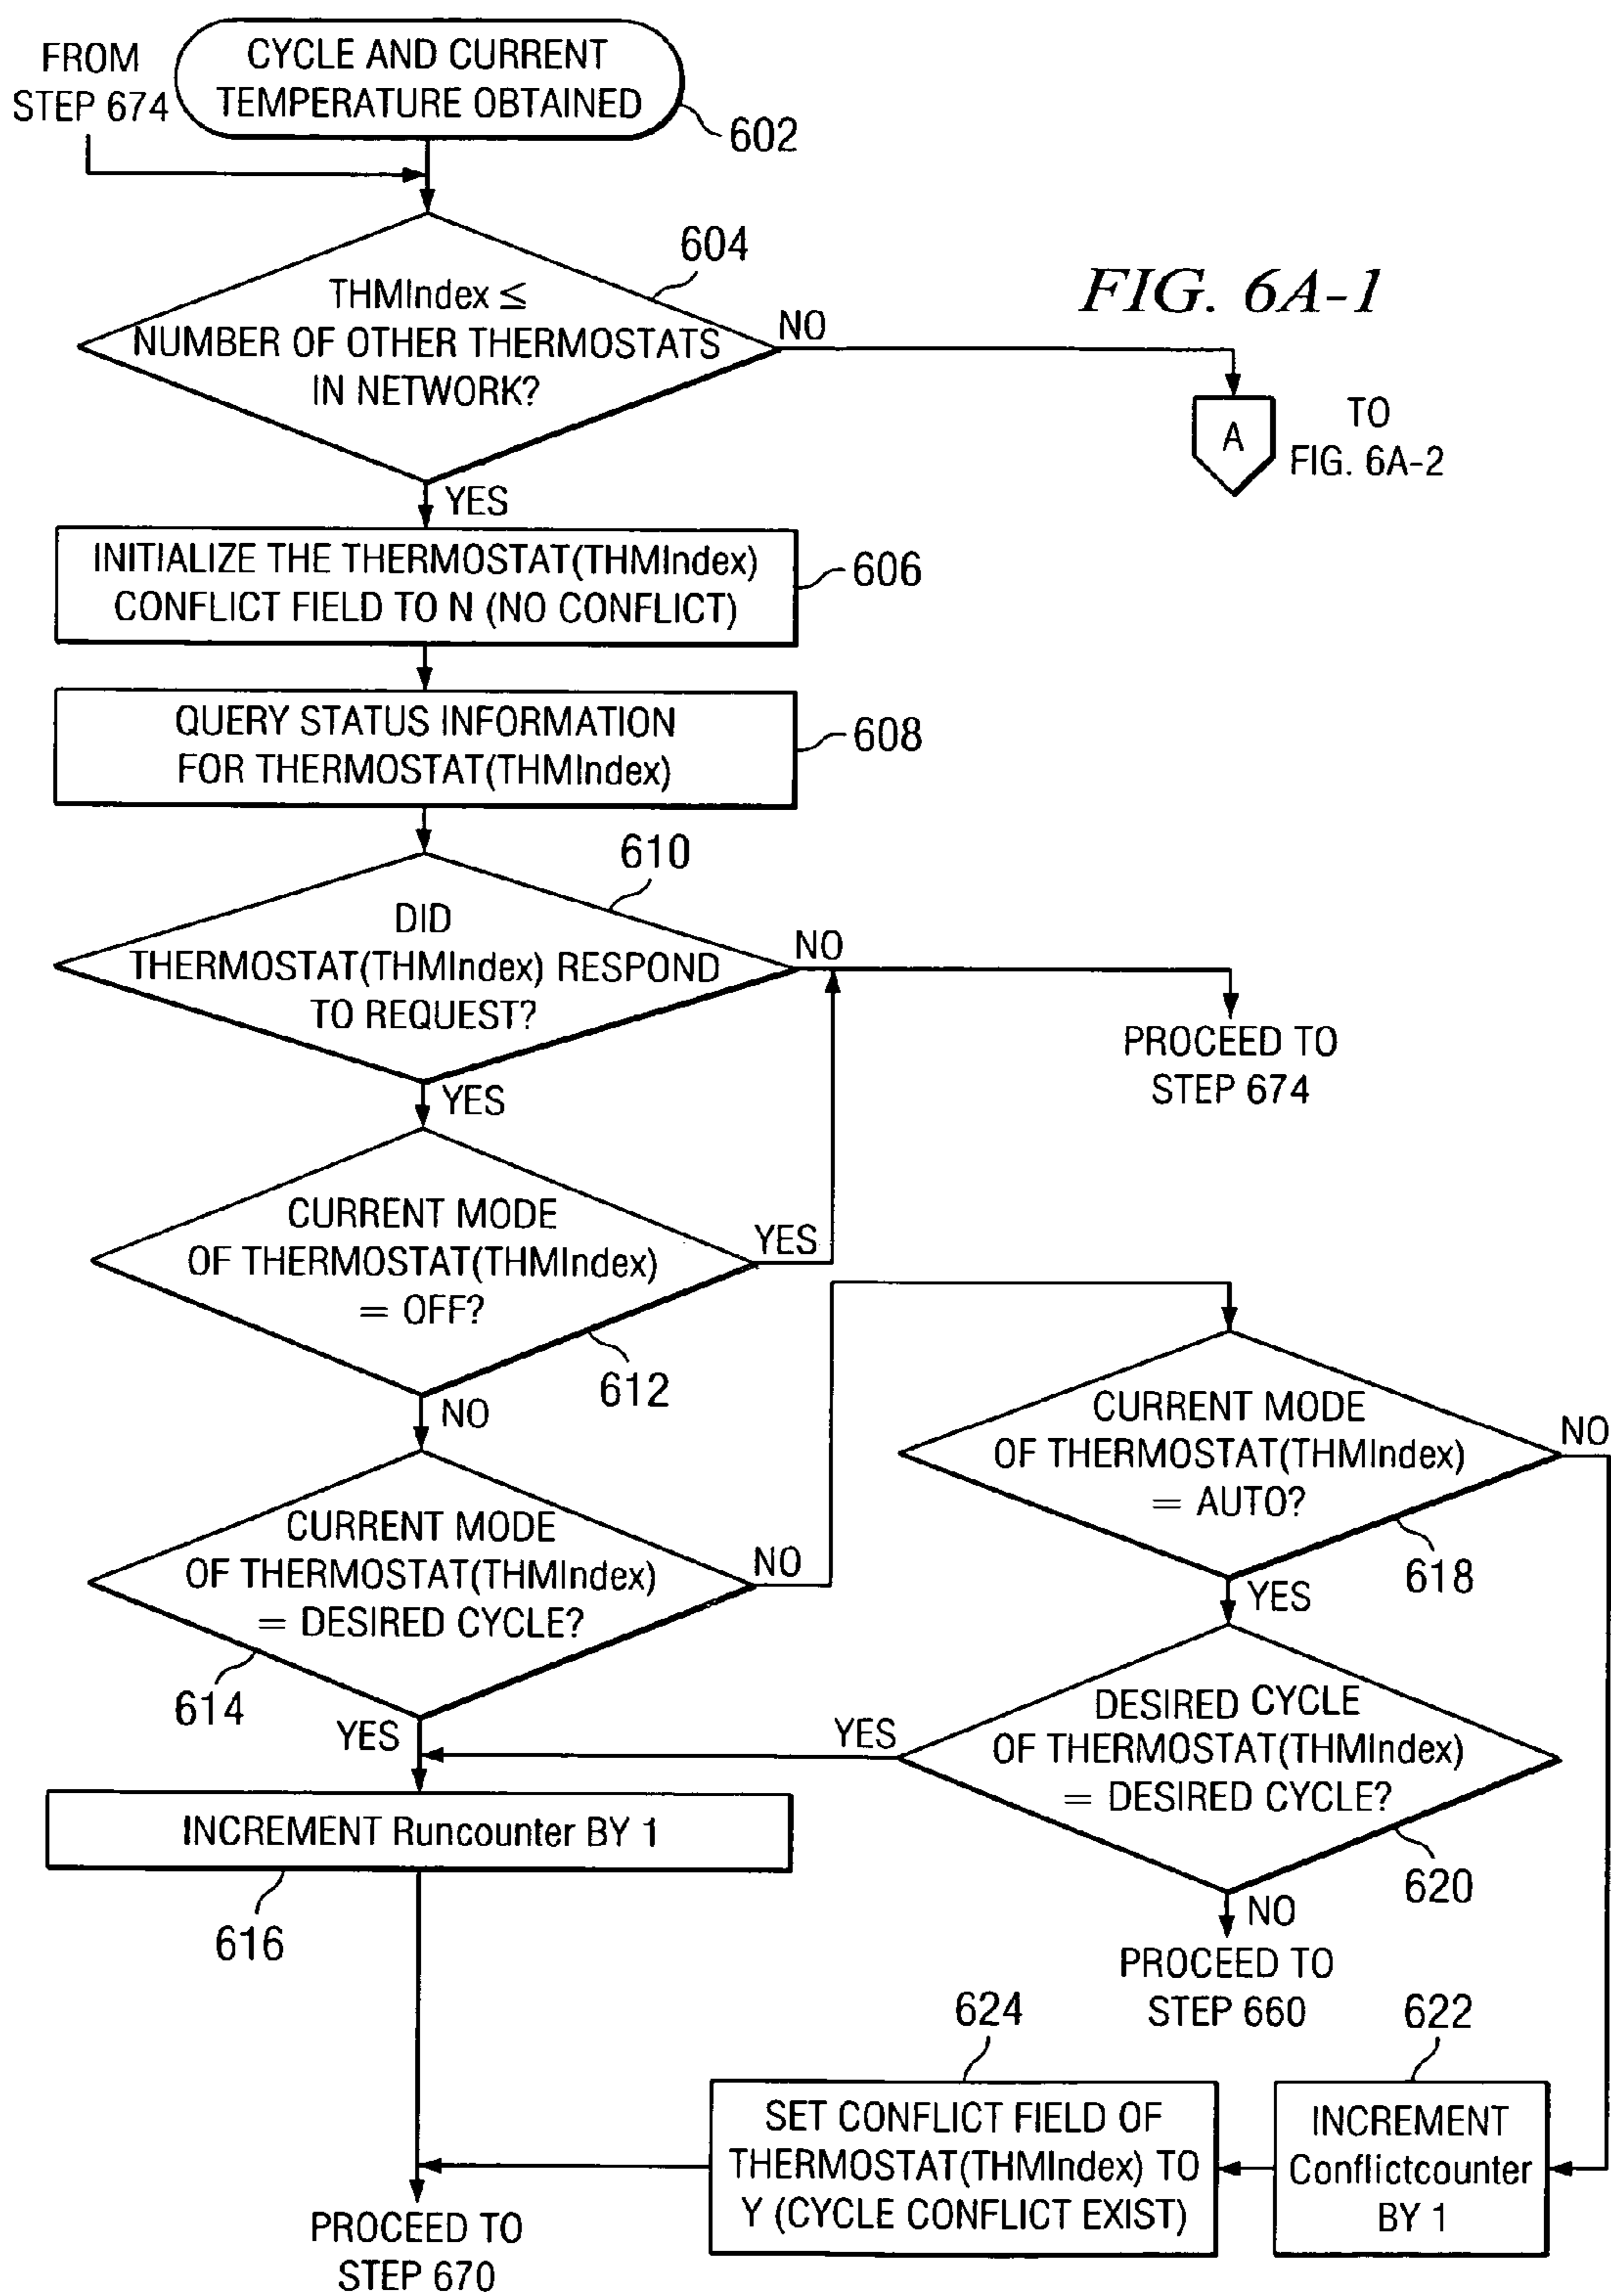 FROM
STEP 674
CYCLE AND CURRENT
TEMPERATURE OBTAINED
602
604
THMIndex ≤
NUMBER OF OTHER THERMOSTATS
IN NETWORK?
NO
FIG. 6A-1
A
TO
FIG. 6A-2
YES
INITIALIZE THE THERMOSTAT(THMIndex)
CONFLICT FIELD TO N (NO CONFLICT)
606
QUERY STATUS INFORMATION
FOR THERMOSTAT(THMIndex)
608
610
DID
THERMOSTAT(THMIndex) RESPOND
TO REQUEST?
NO
PROCEED TO
STEP 674
YES
CURRENT MODE
OF THERMOSTAT(THMIndex)
= OFF?
YES
612
NO
CURRENT MODE
OF THERMOSTAT(THMIndex)
= DESIRED CYCLE?
NO
614
YES
CURRENT MODE
OF THERMOSTAT(THMIndex)
= AUTO?
NO
618
YES
DESIRED CYCLE
OF THERMOSTAT(THMIndex)
= DESIRED CYCLE?
YES
620
NO
PROCEED TO
STEP 660
INCREMENT Runcounter BY 1
616
624
SET CONFLICT FIELD OF
THERMOSTAT(THMIndex) TO
Y (CYCLE CONFLICT EXIST)
622
INCREMENT
Conflictcounter
BY 1
PROCEED TO
STEP 670